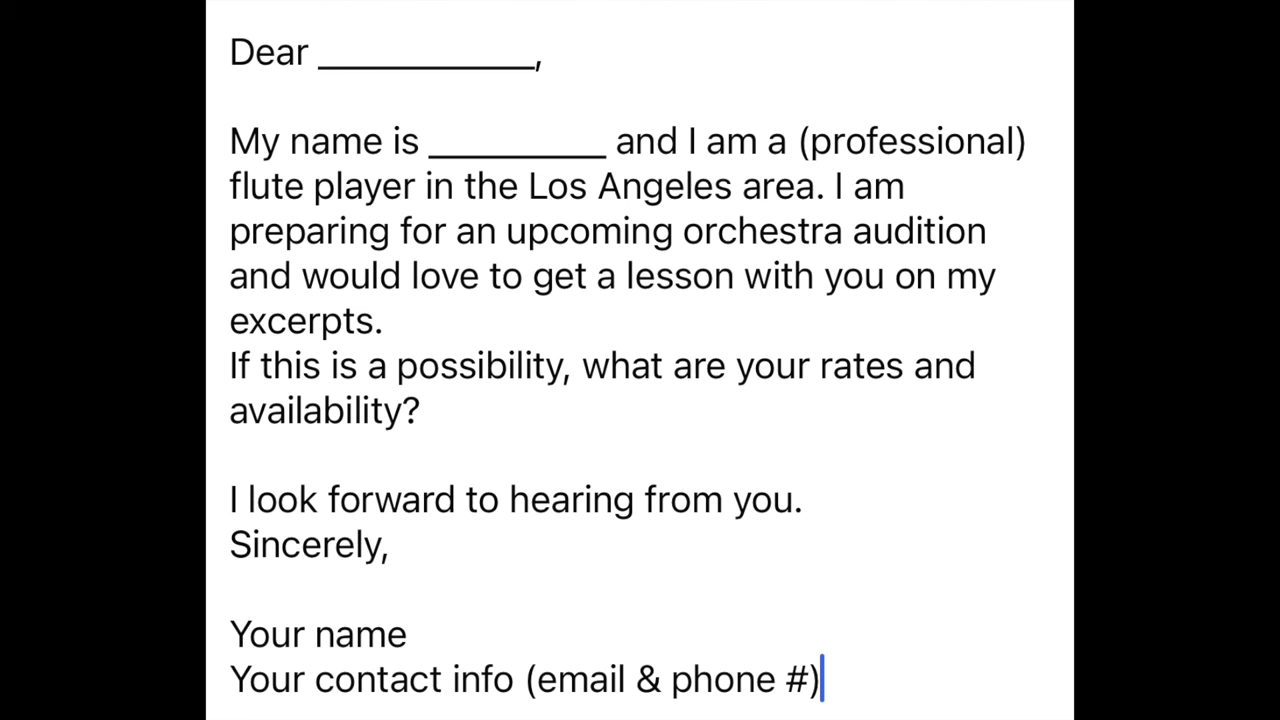 Dear ____________,
My name is __________ and I am a (professional)
flute player in the Los Angeles area. I am
preparing for an upcoming orchestra audition
and would love to get a lesson with you on my
excerpts.
If this is a possibility, what are your rates and
availability?
I look forward to hearing from you.
Sincerely,
Your name
Your contact info (email & phone #)